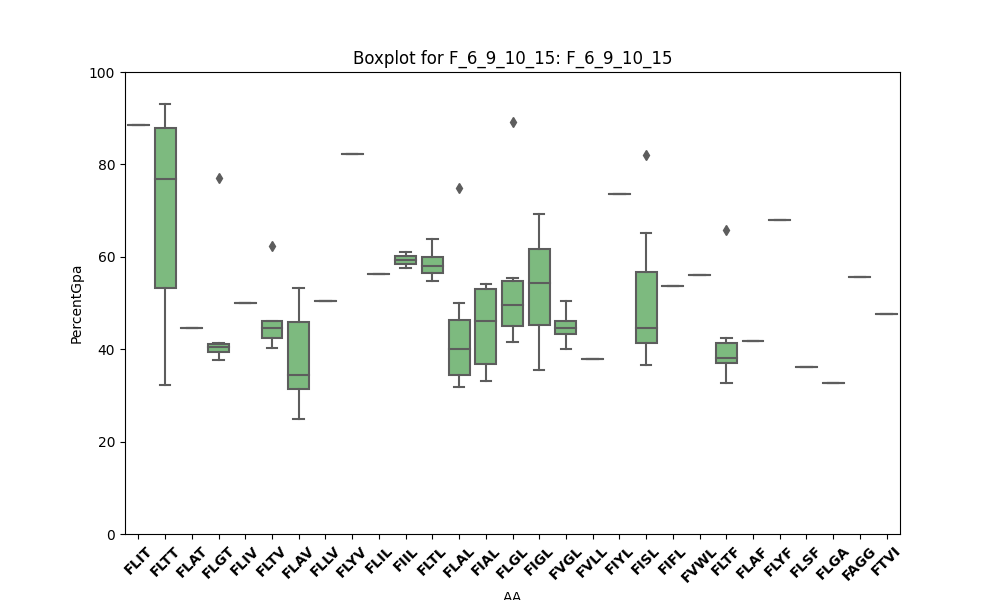 Boxplot for F_6_9_10_15: F_6_9_10_15
100
80
60
40
20
0
PercentGpa
FLIT FLTT FLAT FLGT FLIV FLTV FLAV FLLV FLYV FLIL FIIL FLTL FLAL FIAL FLGL FIGL FVGL FVLL FIYL FISL FIFL FVWL FLTF FLAF FLYF FLSF FLGA FAGG FTVI
AA